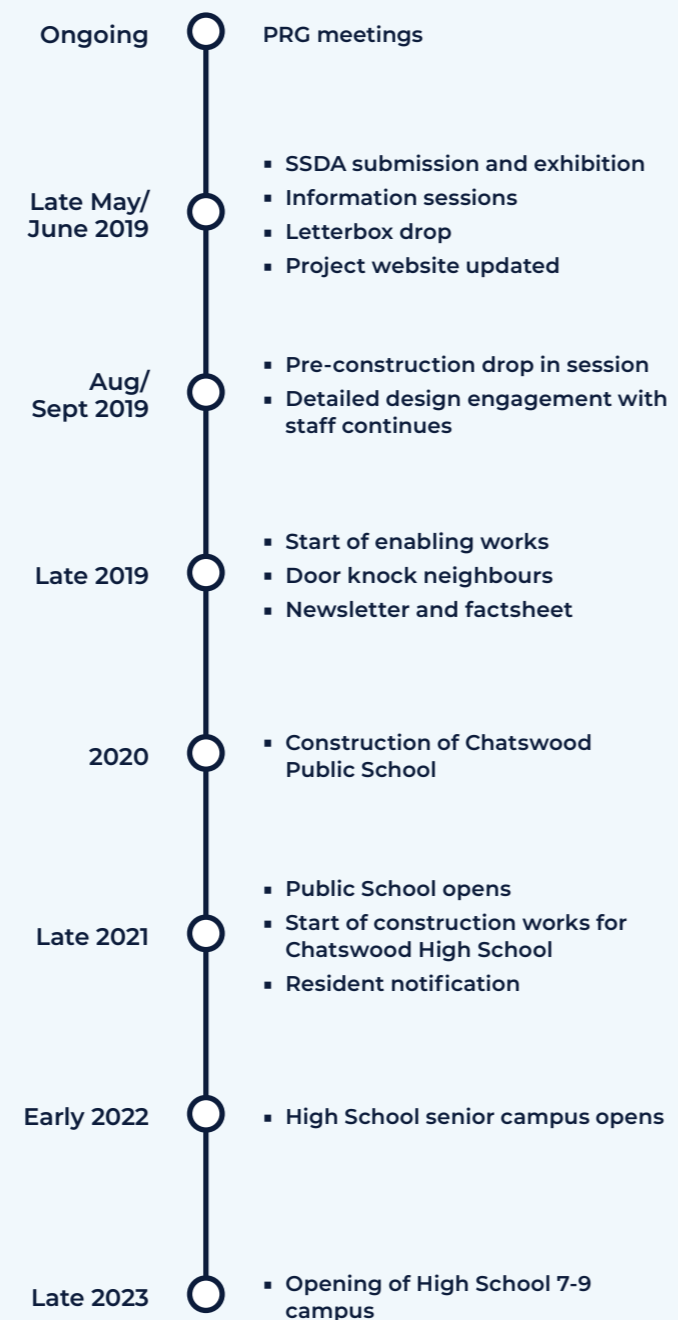 Ongoing
PRG meetings
Late May/
June 2019
▪ SSDA submission and exhibition
▪ Information sessions
▪ Letterbox drop
▪ Project website updated
Aug/
Sept 2019
▪ Pre-construction drop in session
▪ Detailed design engagement with
staff continues
Late 2019
▪ Start of enabling works
▪ Door knock neighbours
▪ Newsletter and factsheet
2020
▪ Construction of Chatswood
Public School
Late 2021
▪ Public School opens
▪ Start of construction works for
Chatswood High School
▪ Resident notification
Early 2022
▪ High School senior campus opens
Late 2023
▪ Opening of High School 7-9
campus